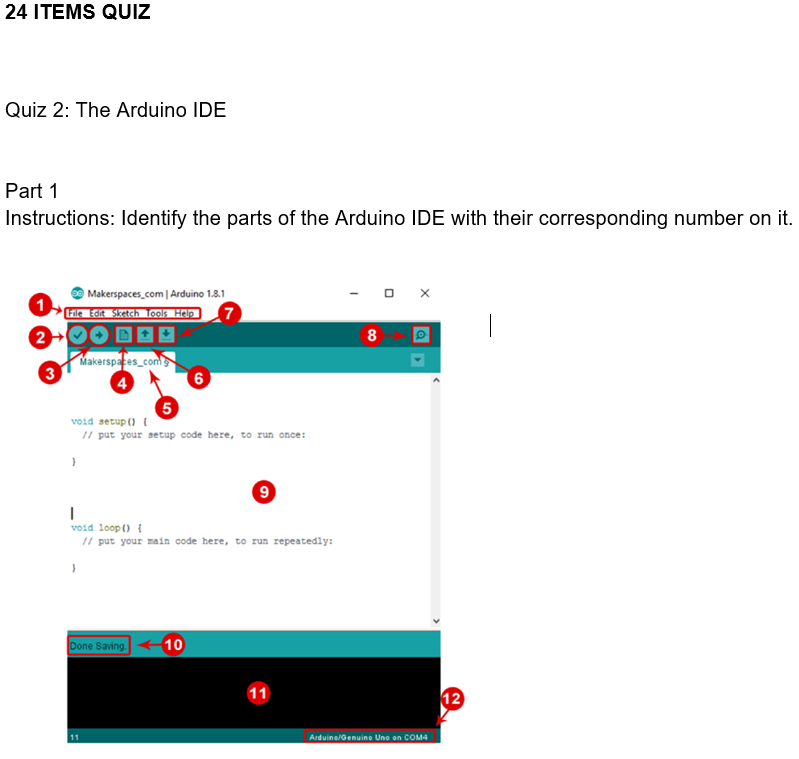 24 ITEMS QUIZ
Quiz 2: The Arduino IDE
Part 1
Instructions: Identify the parts of the Arduino IDE with their corresponding number on it.
Makerspaces_com | Arduino 1.8.1
1
File Edit Sketch Tools Help
7
2
8
3
4
6
Makerspaces_com §
5
void setup() {
// put your setup code here, to run once:
}
9
void loop() {
// put your main code here, to run repeatedly:
}
Done Saving.
10
11
12
11
Arduino/Genuino Uno on COM4